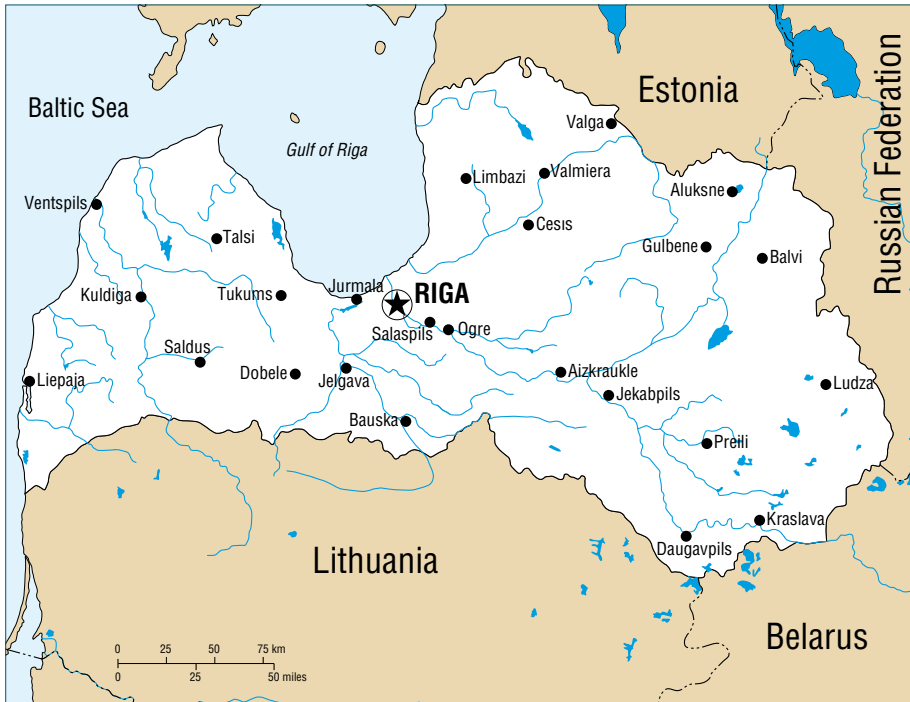 Estonia
Russian Federation
Baltic Sea
Valga
Gulf of Riga
Limbazi
Valmiera
Aluksne
Ventspils
Cesıs
Talsi
Gulbene
Balvi
Kuldiga
Tukums
Jurmala
RIGA
Salaspils
Ogre
Saldus
Dobele
Jelgava
Aizkraukle
Liepaja
Ludza
Jekabpils
Bauska
Preili
Kraslava
Daugavpils
Lithuania
Belarus
0 25 50 75 km
0 25 50 miles